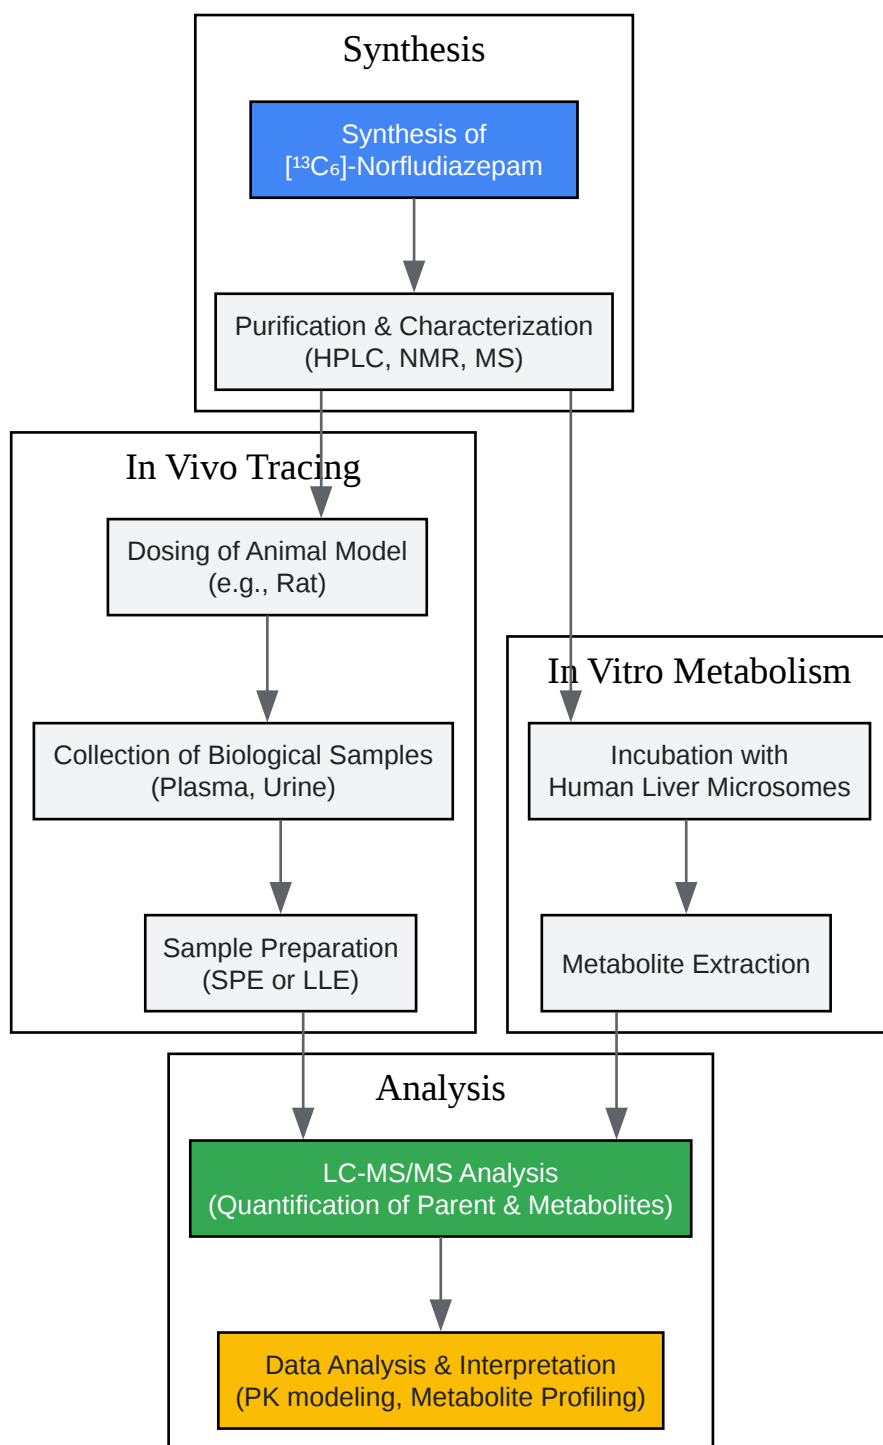 Synthesis
Synthesis of
[¹³C₆]-Norfludiazepam
Purification & Characterization
(HPLC, NMR, MS)
In Vivo Tracing
Dosing of Animal Model
(e.g., Rat)
Collection of Biological Samples
(Plasma, Urine)
Sample Preparation
(SPE or LLE)
In Vitro Metabolism
Incubation with
Human Liver Microsomes
Metabolite Extraction
Analysis
LC-MS/MS Analysis
(Quantification of Parent & Metabolites)
Data Analysis & Interpretation
(PK modeling, Metabolite Profiling)